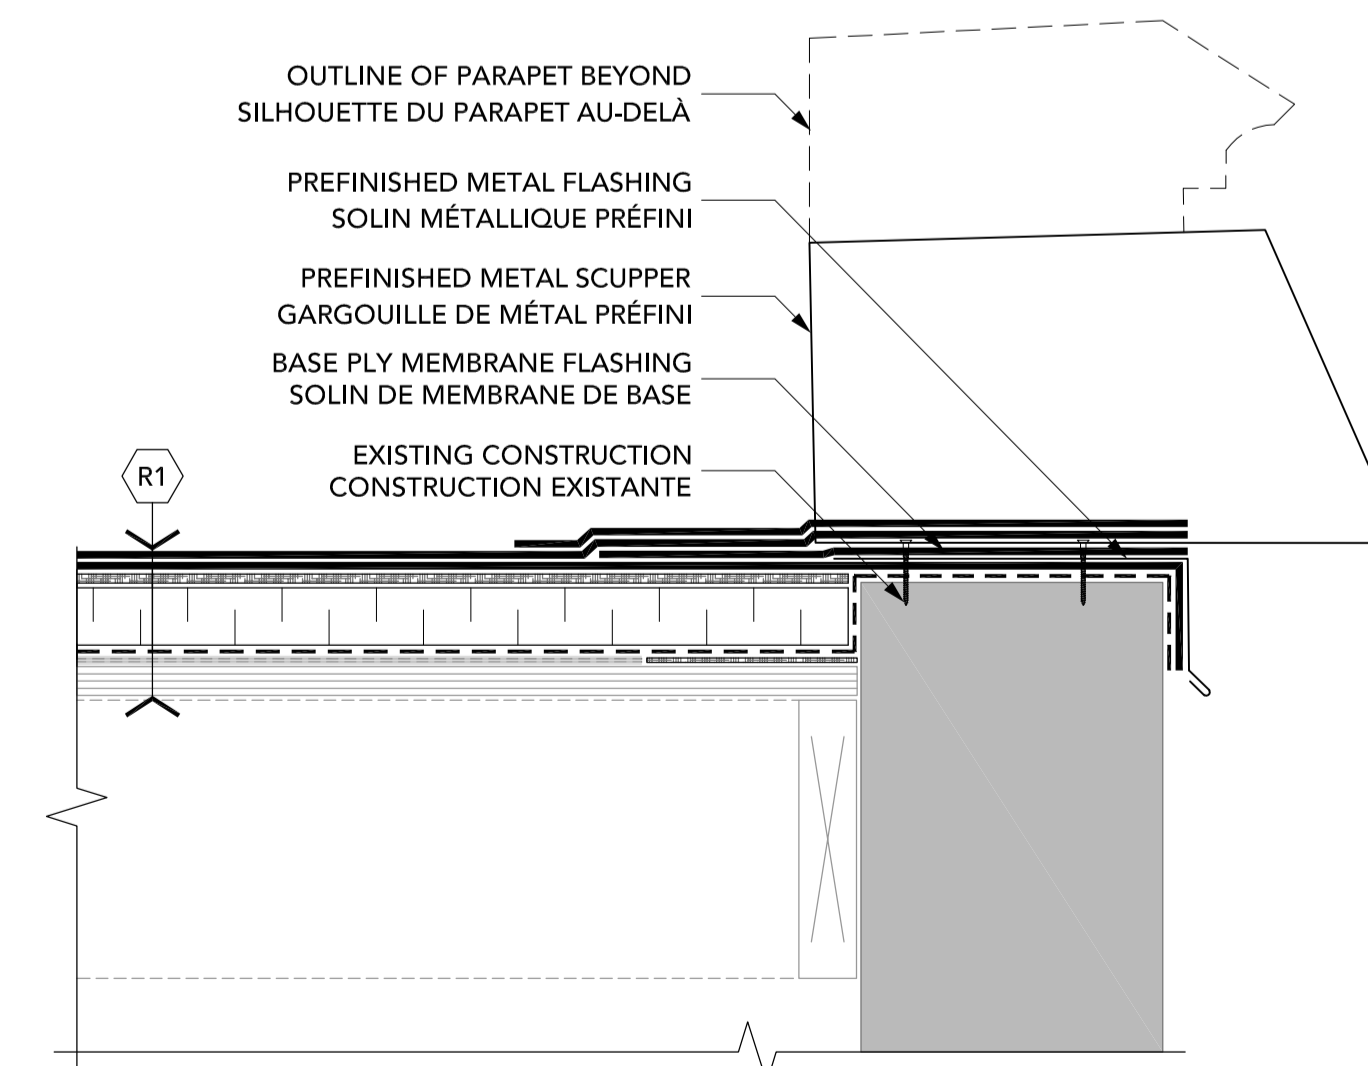 OUTLINE OF PARAPET BEYOND
SILHOUETTE DU PARAPET AU-DELÀ
PREFINISHED METAL FLASHING
SOLIN MÉTALLIQUE PRÉFINI
PREFINISHED METAL SCUPPER
GARGOUILLE DE MÉTAL PRÉFINI
BASE PLY MEMBRANE FLASHING
SOLIN DE MEMBRANE DE BASE
EXISTING CONSTRUCTION
CONSTRUCTION EXISTANTE
R1